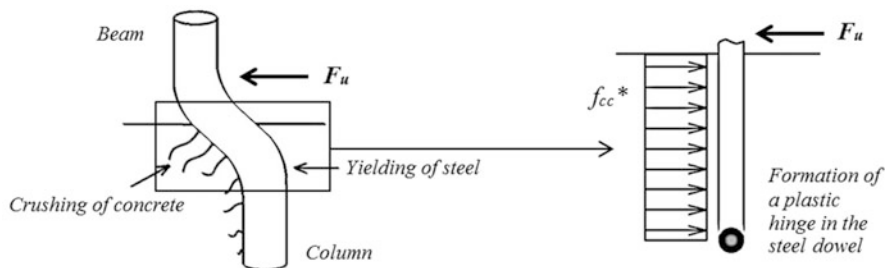 Beam
F_u
Crushing of concrete
Yielding of steel
Column
f_cc*
F_u
Formation of
a plastic
hinge in the
steel dowel